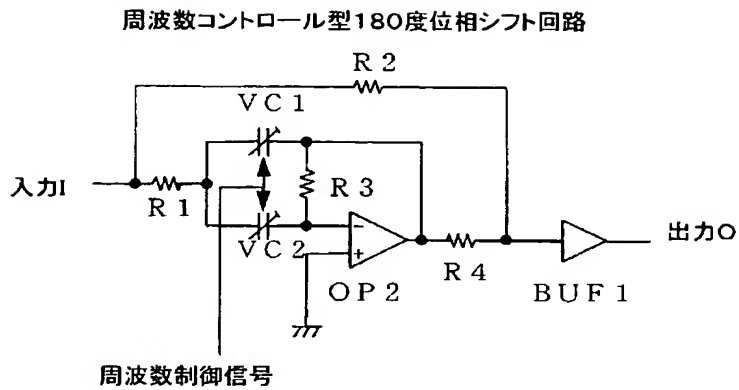 周波数コントロール型180度位相シフト回路
R2
VC1
入力I
R1
R3
VC2
−
+
OP2
R4
BUF1
出力O
周波数制御信号